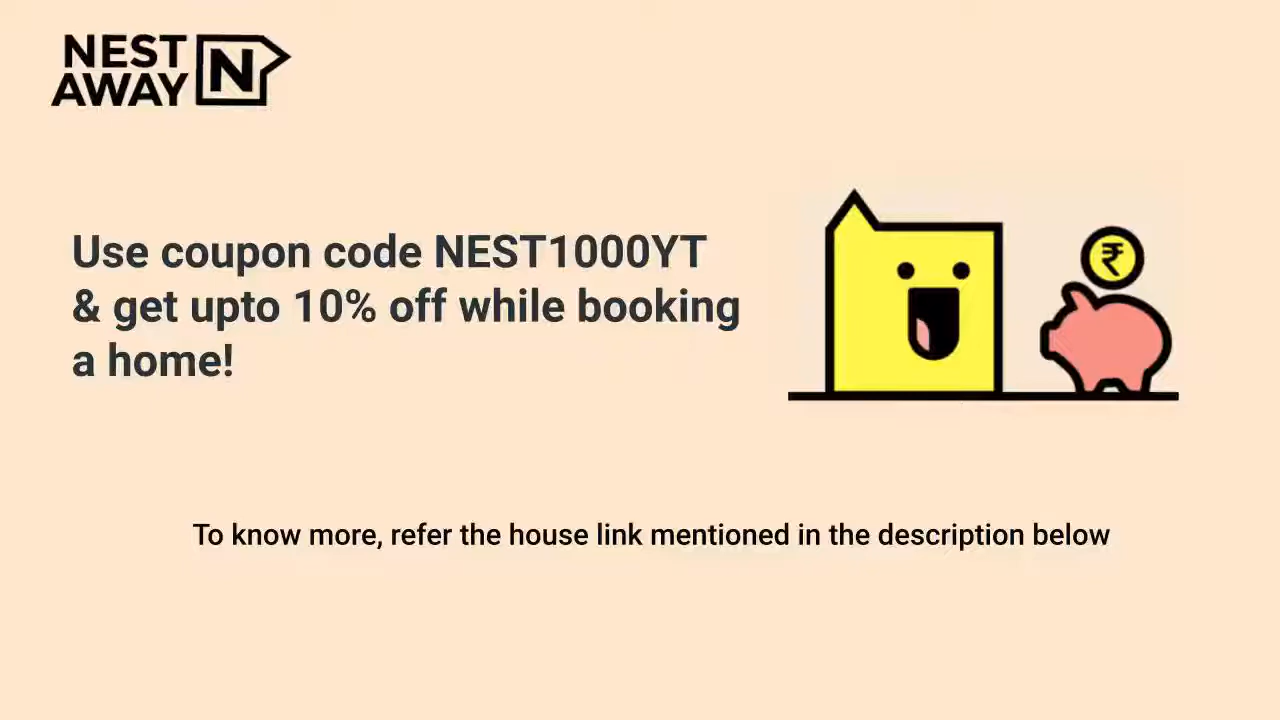 NEST
AWAY N
Use coupon code NEST1000YT
& get upto 10% off while booking
a home!
₹
To know more, refer the house link mentioned in the description below